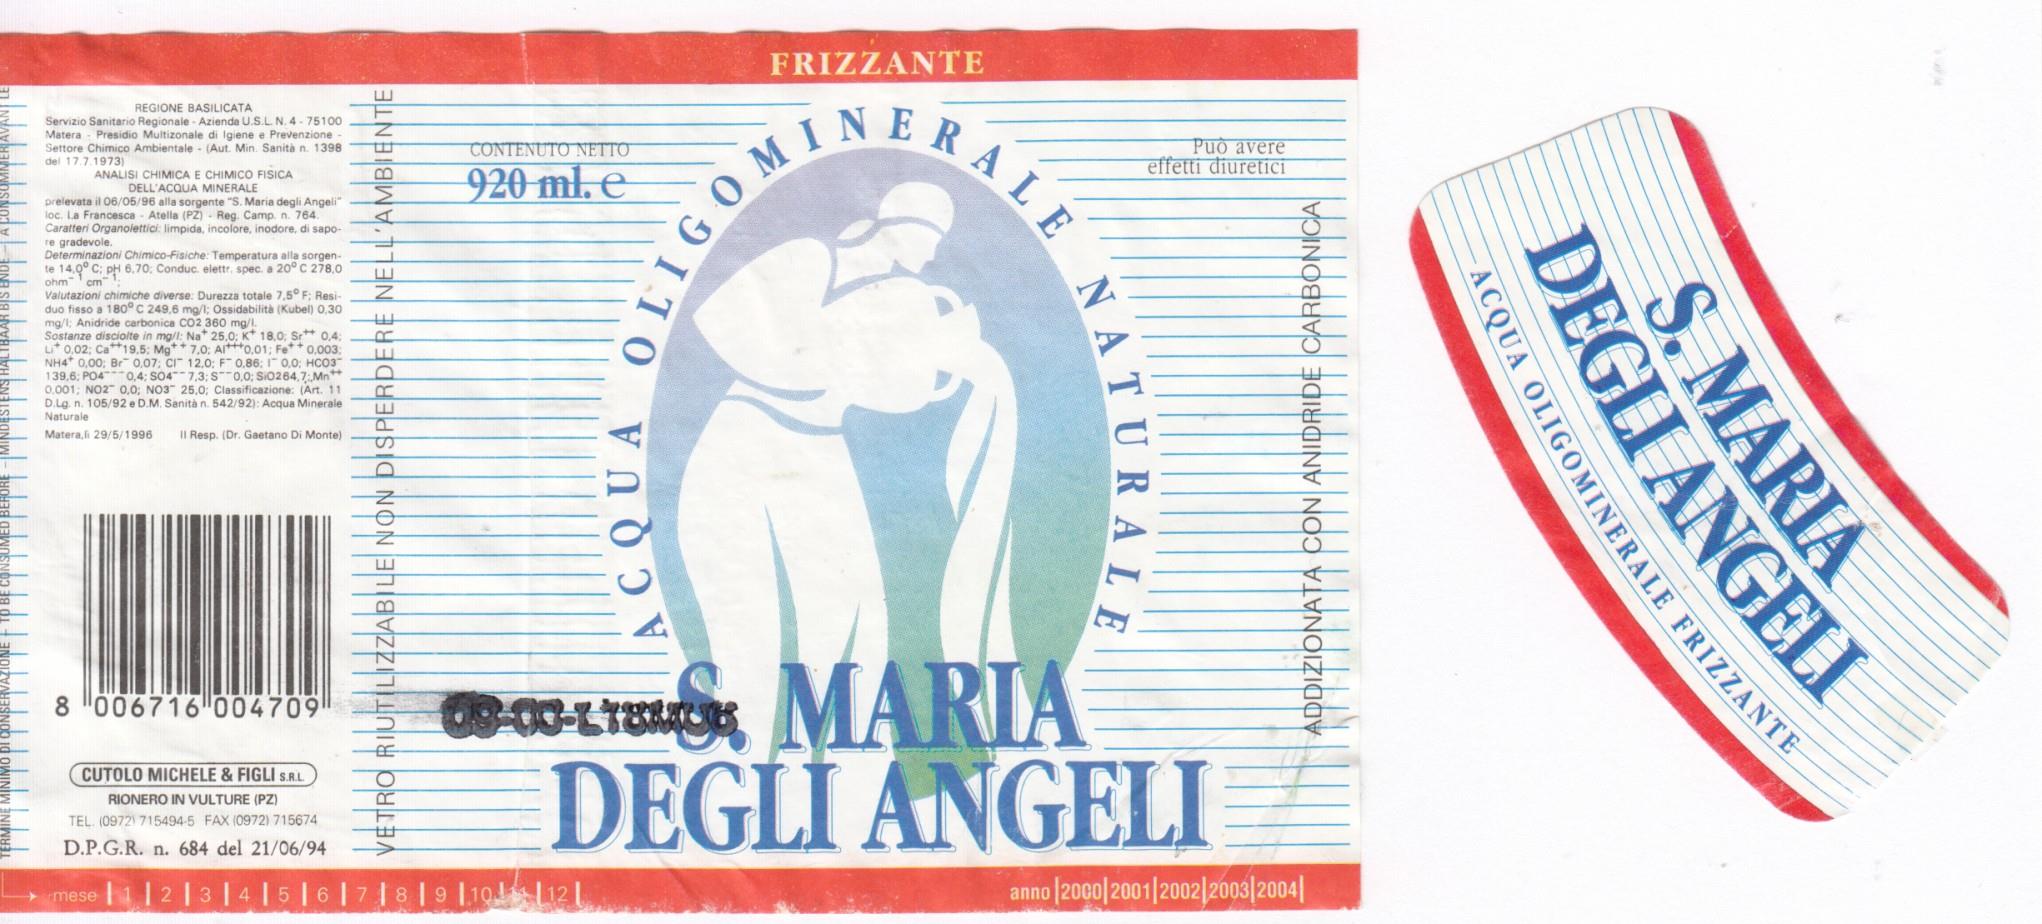 FRIZZANTE
TERMINE MINIMO DI CONSERVAZIONE - TO BE CONSUMED BEFORE - MINDESTENS HALTBAAR BIS ENDE - A CONSOMMER AVANT LE
REGIONE BASILICATA
Servizio Sanitario Regionale - Azienda U.S.L. N. 4 - 75100
Matera - Presidio Multizonale di Igiene e Prevenzione -
Settore Chimico Ambientale - (Aut. Min. Sanità n. 1398
del 17.7.1973)
ANALISI CHIMICA E CHIMICO FISICA
DELL'ACQUA MINERALE
prelevata il 06/05/96 alla sorgente "S. Maria degli Angeli"
loc. La Francesca - Atella (PZ) - Reg. Camp. n. 764.
Caratteri Organolettici: limpida, incolore, inodore, di sapo-
re gradevole.
Determinazioni Chimico-Fisiche: Temperatura alla sorgen-
te 14,0° C; pH 6,70; Conduc. elettr. spec. a 20° C 278,0
ohm⁻¹ cm⁻¹;
Valutazioni chimiche diverse: Durezza totale 7,5° F; Resi-
duo fisso a 180° C 249,6 mg/l; Ossidabilità (Kubel) 0,30
mg/l; Anidride carbonica CO2 360 mg/l.
Sostanze disciolte in mg/l: Na⁺ 25,0; K⁺ 18,0; Sr⁺⁺ 0,4;
Li⁺ 0,02; Ca⁺⁺19,5; Mg⁺⁺ 7,0; Al⁺⁺⁺0,01; Fe⁺⁺ 0,003;
NH4⁺ 0,00; Br⁻ 0,07; Cl⁻ 12,0; F⁻ 0,86; I⁻ 0,0; HCO3⁻
139,6; PO4⁻⁻⁻0,4; SO4⁻⁻ 7,3; S⁻⁻0,0; SiO2 64,7; Mn⁺⁺
0,001; NO2⁻ 0,0; NO3⁻ 25,0; Classificazione: (Art. 11
D.Lg. n. 105/92 e D.M. Sanità n. 542/92): Acqua Minerale
Naturale
Matera, lì 29/5/1996 Il Resp. (Dr. Gaetano Di Monte)
8 006716 004709
CUTOLO MICHELE & FIGLI S.R.L.
RIONERO IN VULTURE (PZ)
TEL. (0972) 715494-5 FAX (0972) 715674
D.P.G.R. n. 684 del 21/06/94
VETRO RIUTILIZZABILE NON DISPERDERE NELL'AMBIENTE
CONTENUTO NETTO
920 ml. e
ACQUA OLIGOMINERALE NATURALE
Può avere
effetti diuretici
ADDIZIONATA CON ANIDRIDE CARBONICA
S. MARIA
DEGLI ANGELI
mese | 1 | 2 | 3 | 4 | 5 | 6 | 7 | 8 | 9 | 10 | 11 | 12 |
anno | 2000 | 2001 | 2002 | 2003 | 2004 |
S. MARIA
DEGLI ANGELI
ACQUA OLIGOMINERALE FRIZZANTE